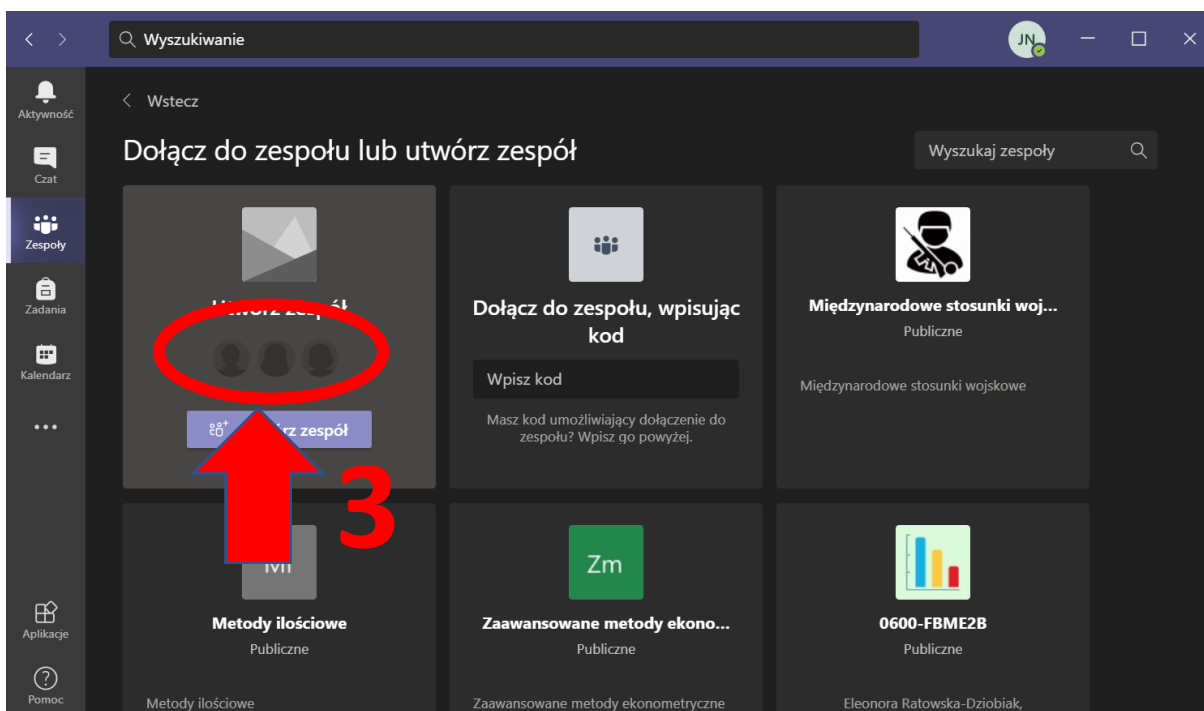 Wyszukiwanie
JN
Aktywność
Czat
Zespoły
Zadania
Kalendarz
Aplikacje
Pomoc
Wstecz
Dołącz do zespołu lub utwórz zespół
Wyszukaj zespoły
zespół
zespół
3
Dołącz do zespołu, wpisując
kod
Wpisz kod
Masz kod umożliwiający dołączenie do
zespołu? Wpisz go powyżej.
Międzynarodowe stosunki woj...
Publiczne
Międzynarodowe stosunki wojskowe
Metody ilościowe
Publiczne
Metody ilościowe
Zm
Zaawansowane metody ekono...
Publiczne
Zaawansowane metody ekonometryczne
0600-FBME2B
Publiczne
Eleonora Ratowska-Dziobiak,